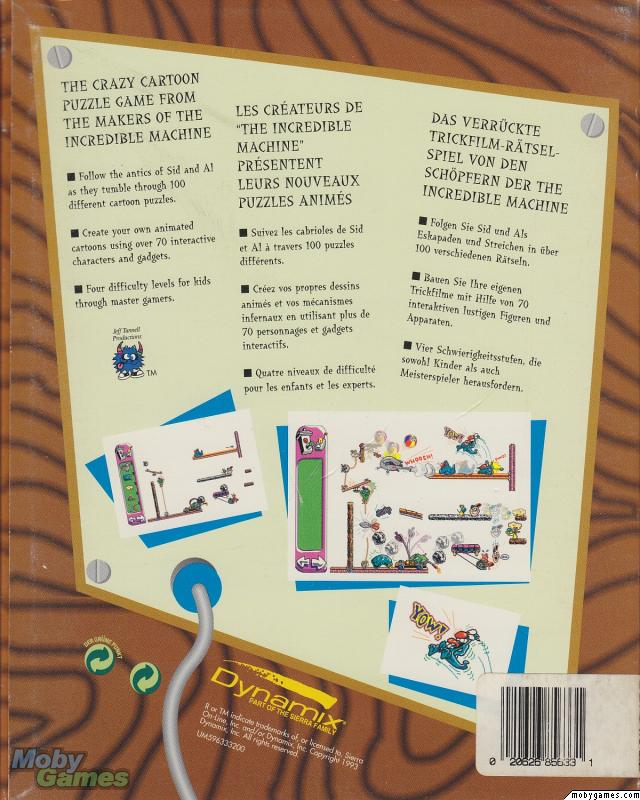 THE CRAZY CARTOON
PUZZLE GAME FROM
THE MAKERS OF THE
INCREDIBLE MACHINE
■ Follow the antics of Sid and Al
as they tumble through 100
different cartoon puzzles.
■ Create your own animated
cartoons using over 70 interactive
characters and gadgets.
■ Four difficulty levels for kids
through master gamers.
Jeff Tunnell
Productions
TM
LES CRÉATEURS DE
"THE INCREDIBLE
MACHINE"
PRÉSENTENT
LEURS NOUVEAUX
PUZZLES ANIMÉS
■ Suivez les cabrioles de Sid
et Al à travers 100 puzzles
différents.
■ Créez vos propres dessins
animés et vos mécanismes
infernaux en utilisant plus de
70 personnages et gadgets
interactifs.
■ Quatre niveaux de difficulté
pour les enfants et les experts.
DAS VERRÜCKTE
TRICKFILM-RÄTSEL-
SPIEL VON DEN
SCHÖPFERN DER THE
INCREDIBLE MACHINE
■ Folgen Sie Sid und Als
Eskapaden und Streichen in über
100 verschiedenen Rätseln.
■ Bauen Sie Ihre eigenen
Trickfilme mit Hilfe von 70
interaktiven lustigen Figuren und
Apparaten.
■ Vier Schwierigkeitsstufen, die
sowohl Kinder als auch
Meisterspieler herausfordern.
WHOOSH!
YOW!
YOW!
DER GRÜNE PUNKT
Dynamix
PART OF THE SIERRA FAMILY
R or TM indicate trademarks of, or licensed to, Sierra
On-Line, Inc. and/or Dynamix, Inc. Copyright 1993
Dynamix, Inc. All rights reserved.
UMS96333200
0 20626 85633 1
Moby
Games
mobygames.com